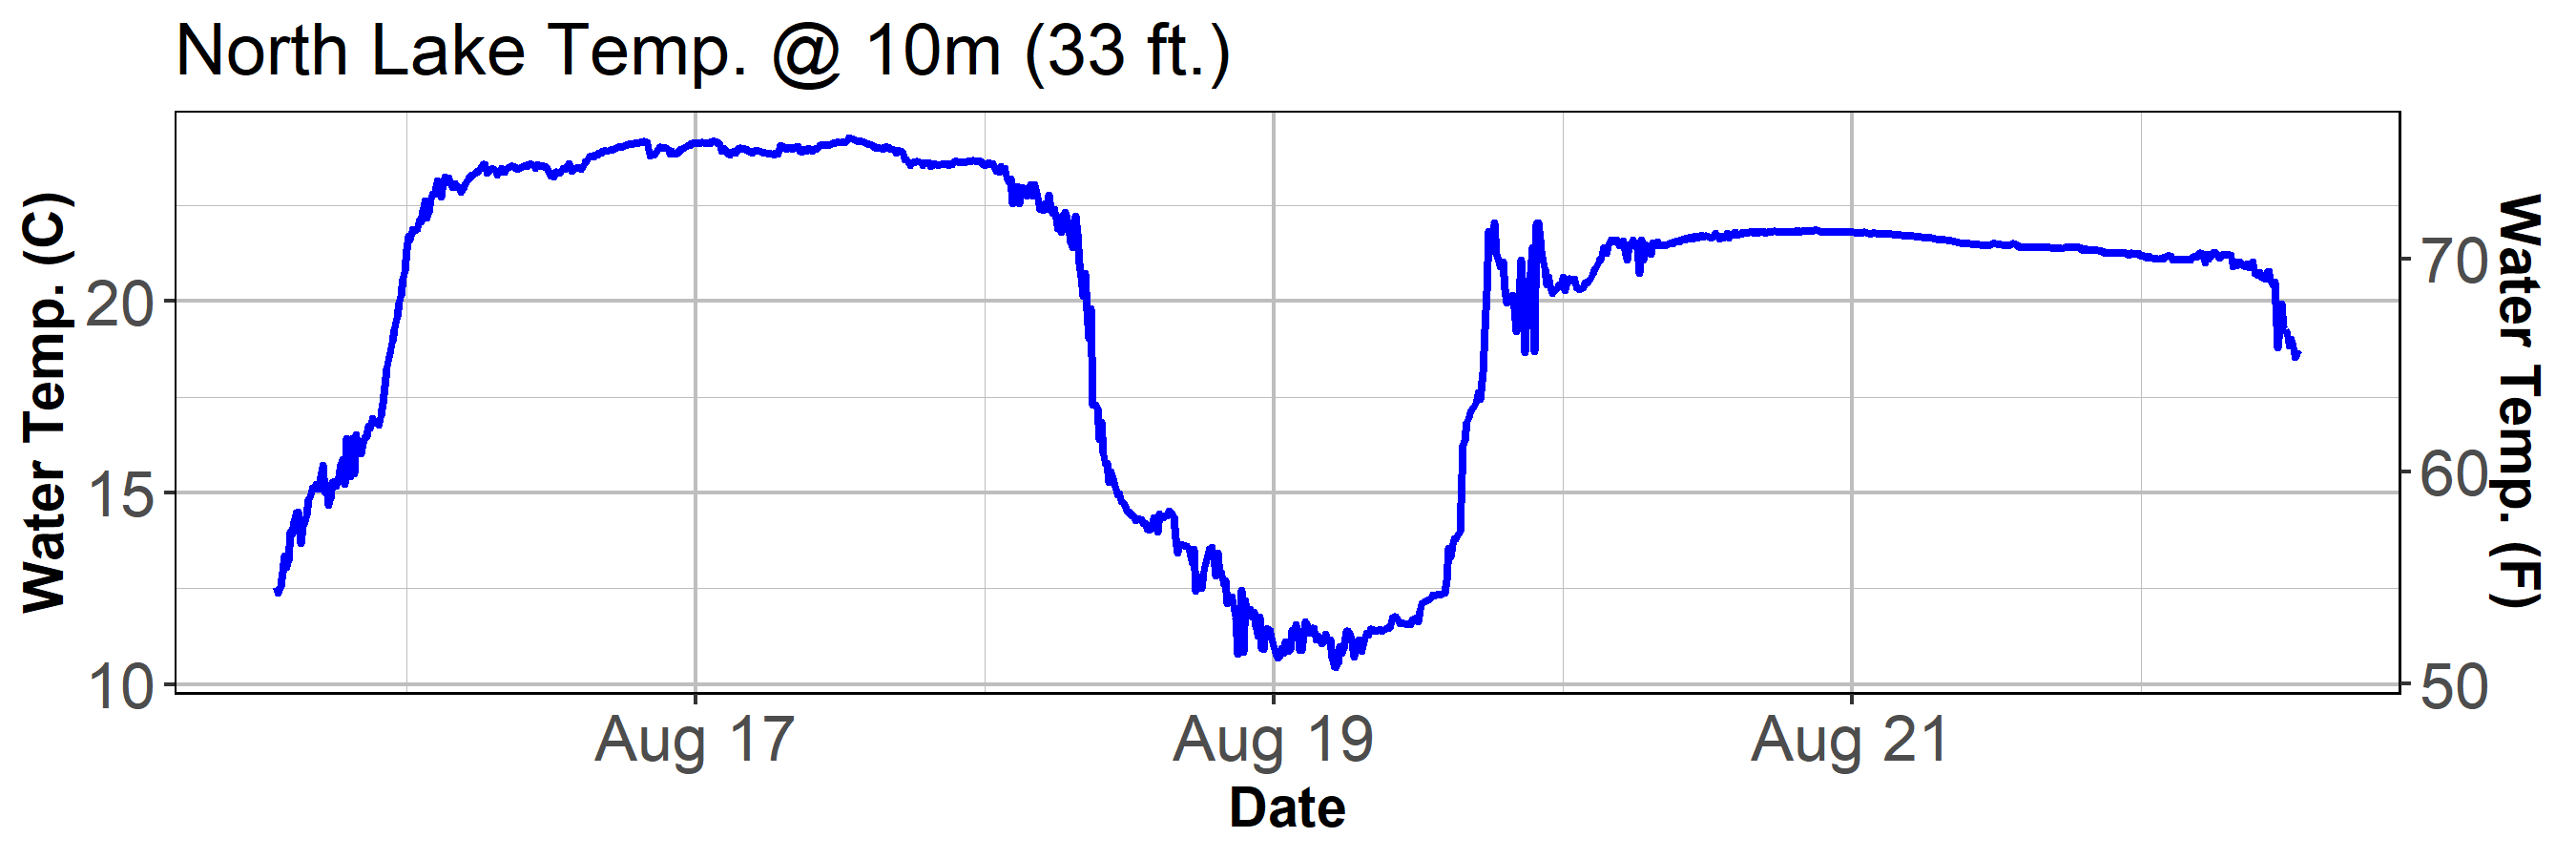 North Lake Temp. @ 10m (33 ft.)
Water Temp. (C)
20
15
10
70
60
50
Water Temp. (F)
Aug 17
Aug 19
Aug 21
Date